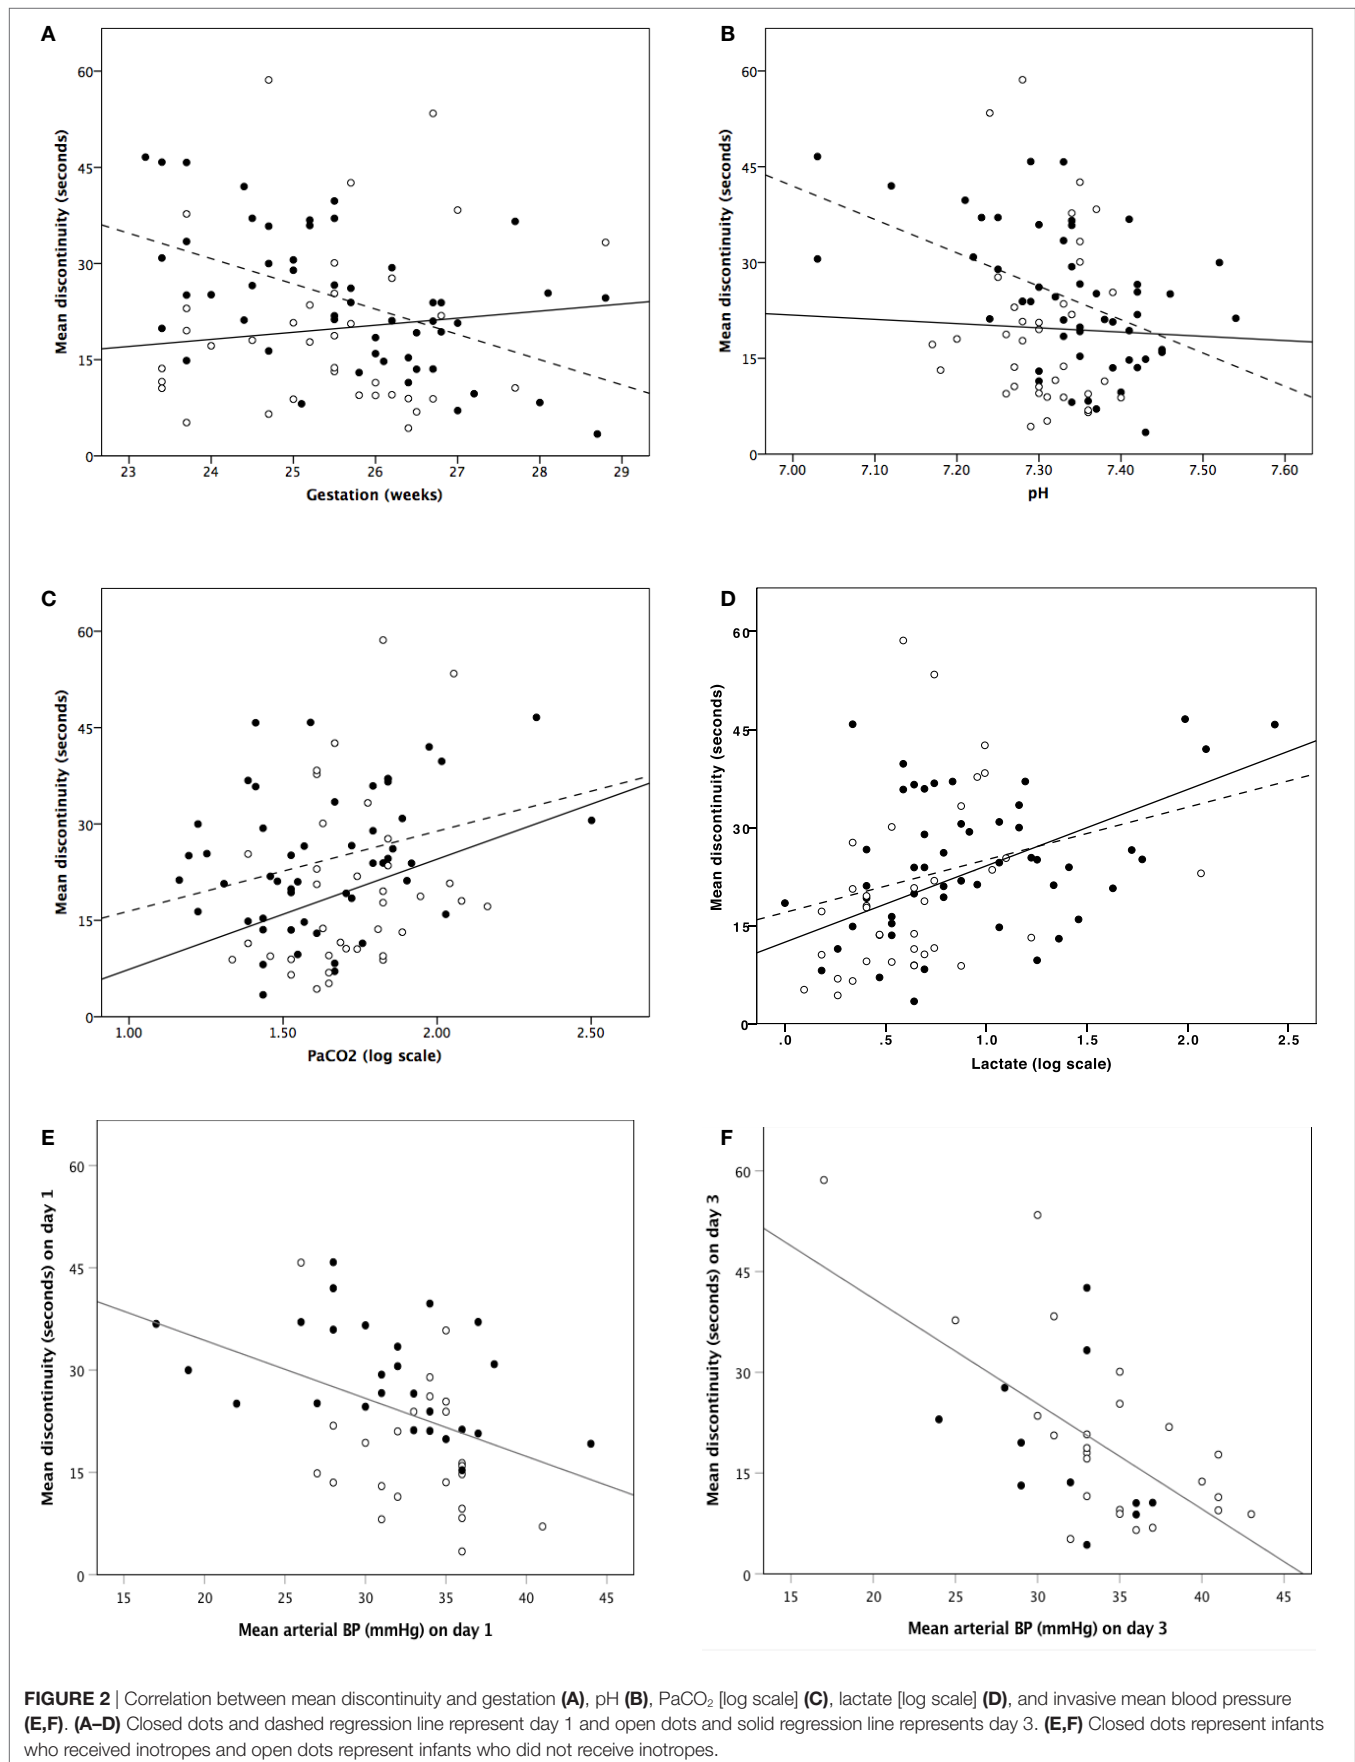 A
Mean discontinuity (seconds)
60
45
30
15
0
23 24 25 26 27 28 29
Gestation (weeks)
B
Mean discontinuity (seconds)
60
45
30
15
0
7.00 7.10 7.20 7.30 7.40 7.50 7.60
pH
C
Mean discontinuity (seconds)
60
45
30
15
0
1.00 1.50 2.00 2.50
PaCO2 (log scale)
D
Mean discontinuity (seconds)
60
45
30
15
0
.0 .5 1.0 1.5 2.0 2.5
Lactate (log scale)
E
Mean discontinuity (seconds) on day 1
60
45
30
15
0
15 20 25 30 35 40 45
Mean arterial BP (mmHg) on day 1
F
Mean discontinuity (seconds) on day 3
60
45
30
15
0
15 20 25 30 35 40 45
Mean arterial BP (mmHg) on day 3
FIGURE 2 | Correlation between mean discontinuity and gestation (A), pH (B), PaCO₂ [log scale] (C), lactate [log scale] (D), and invasive mean blood pressure
(E,F). (A–D) Closed dots and dashed regression line represent day 1 and open dots and solid regression line represents day 3. (E,F) Closed dots represent infants
who received inotropes and open dots represent infants who did not receive inotropes.